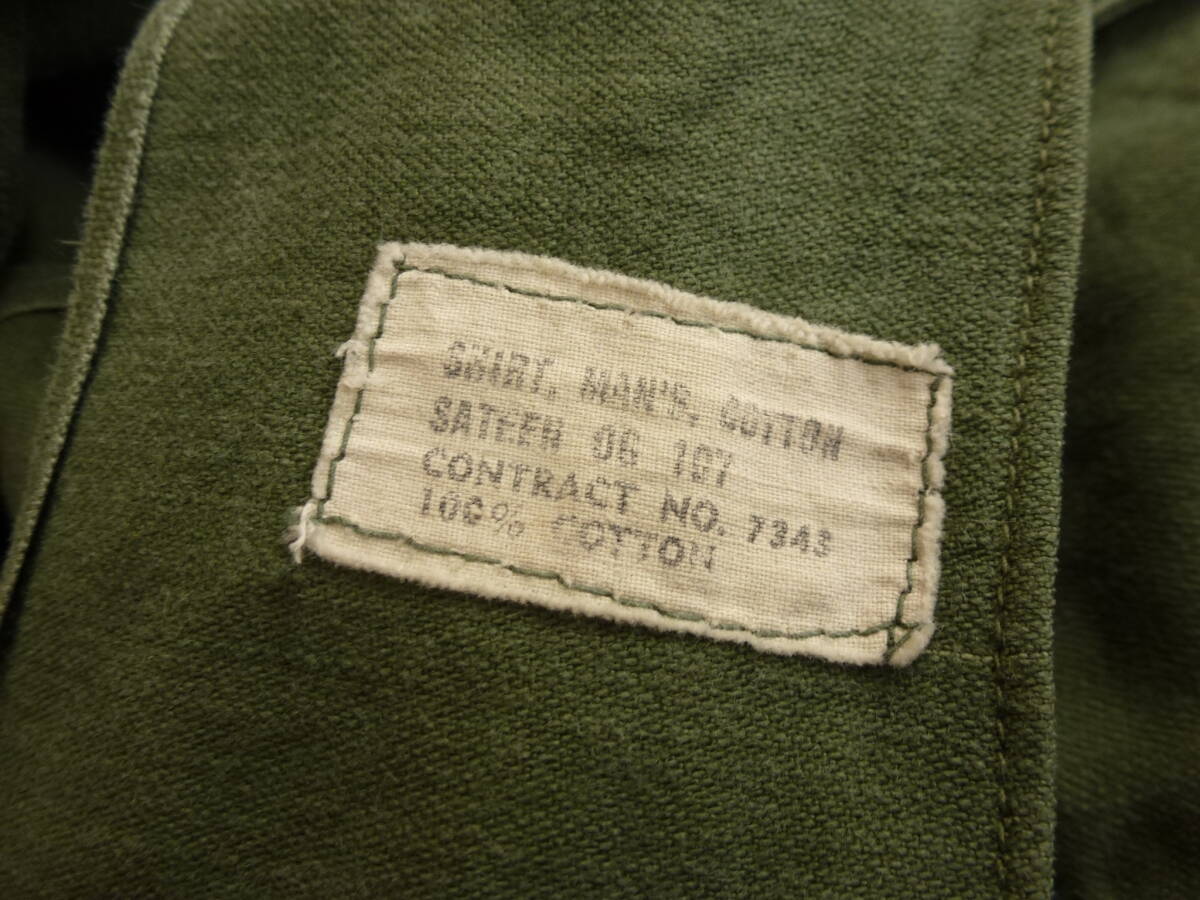 SHIRT, MAN'S, COTTON
SATEEN OG 107
CONTRACT NO. 7343
100% COTTON